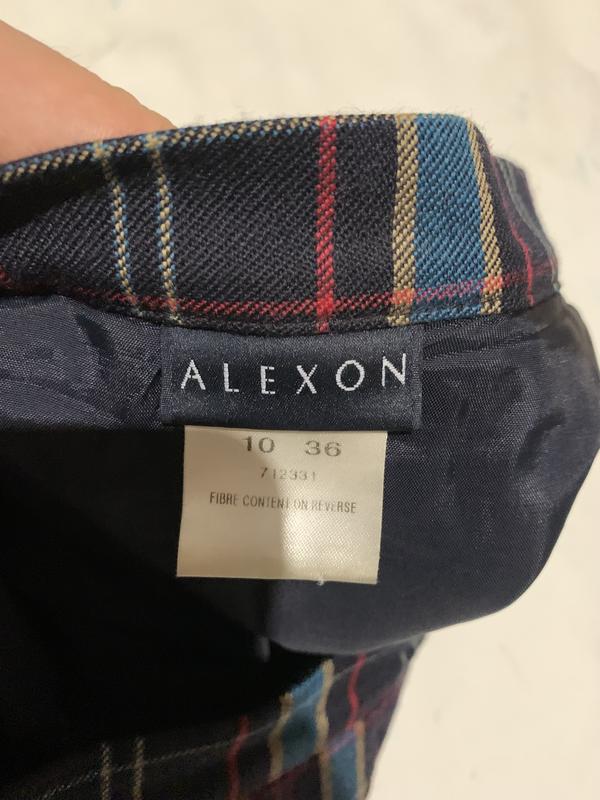 ALEXON
10 36
712331
FIBRE CONTENT ON REVERSE